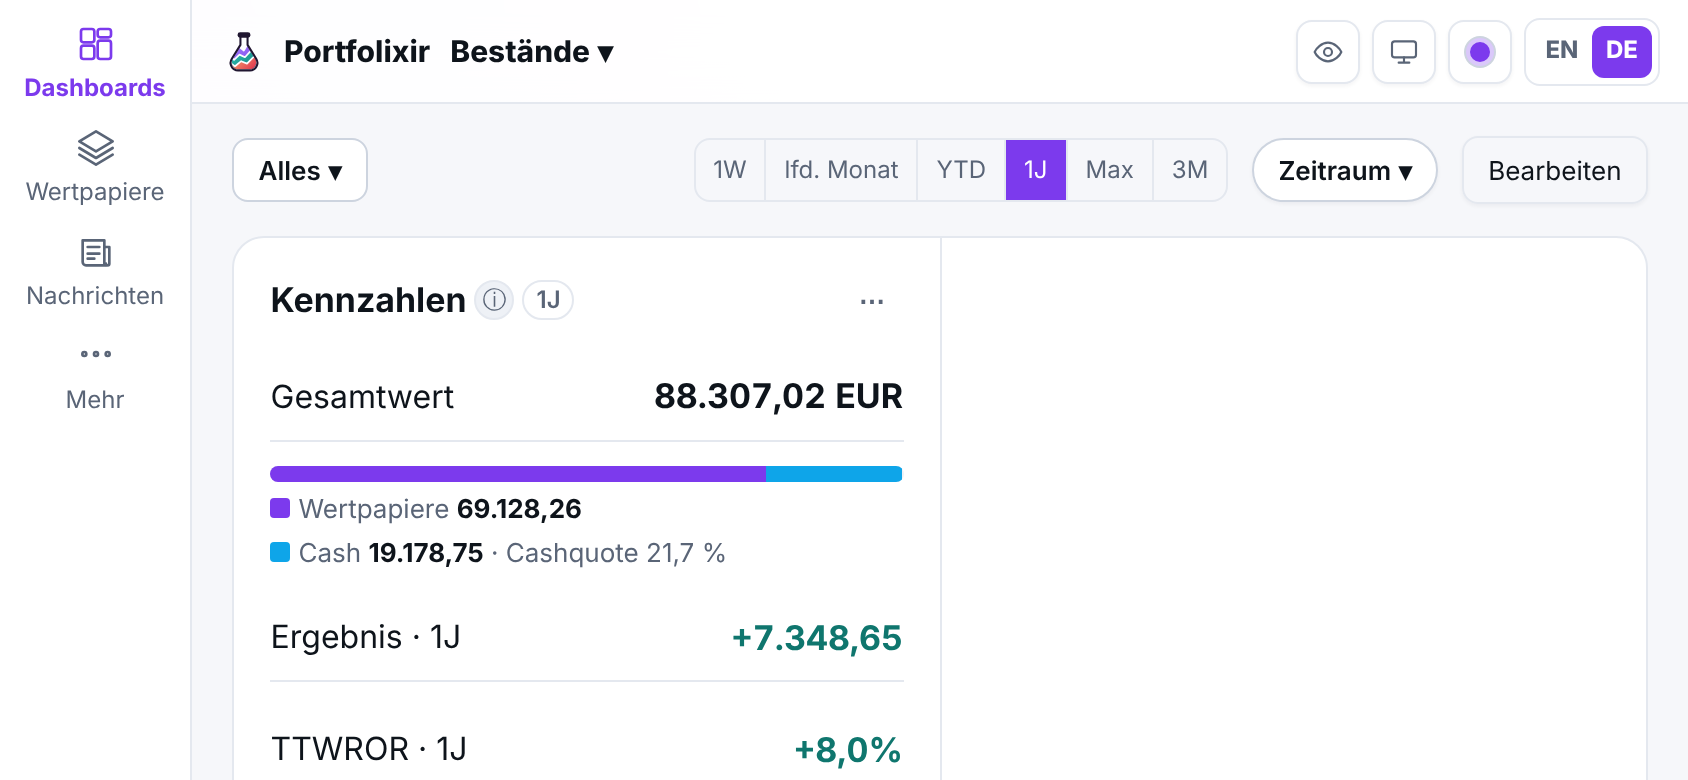 Dashboards
Wertpapiere
Nachrichten
Mehr
Portfolixir Bestände ▾ EN DE
Alles ▾ 1W lfd. Monat YTD 1J Max 3M Zeitraum ▾ Bearbeiten
Kennzahlen ⓘ 1J ...
Gesamtwert 88.307,02 EUR
Wertpapiere 69.128,26
Cash 19.178,75 · Cashquote 21,7 %
Ergebnis · 1J +7.348,65
TTWROR · 1J +8,0%